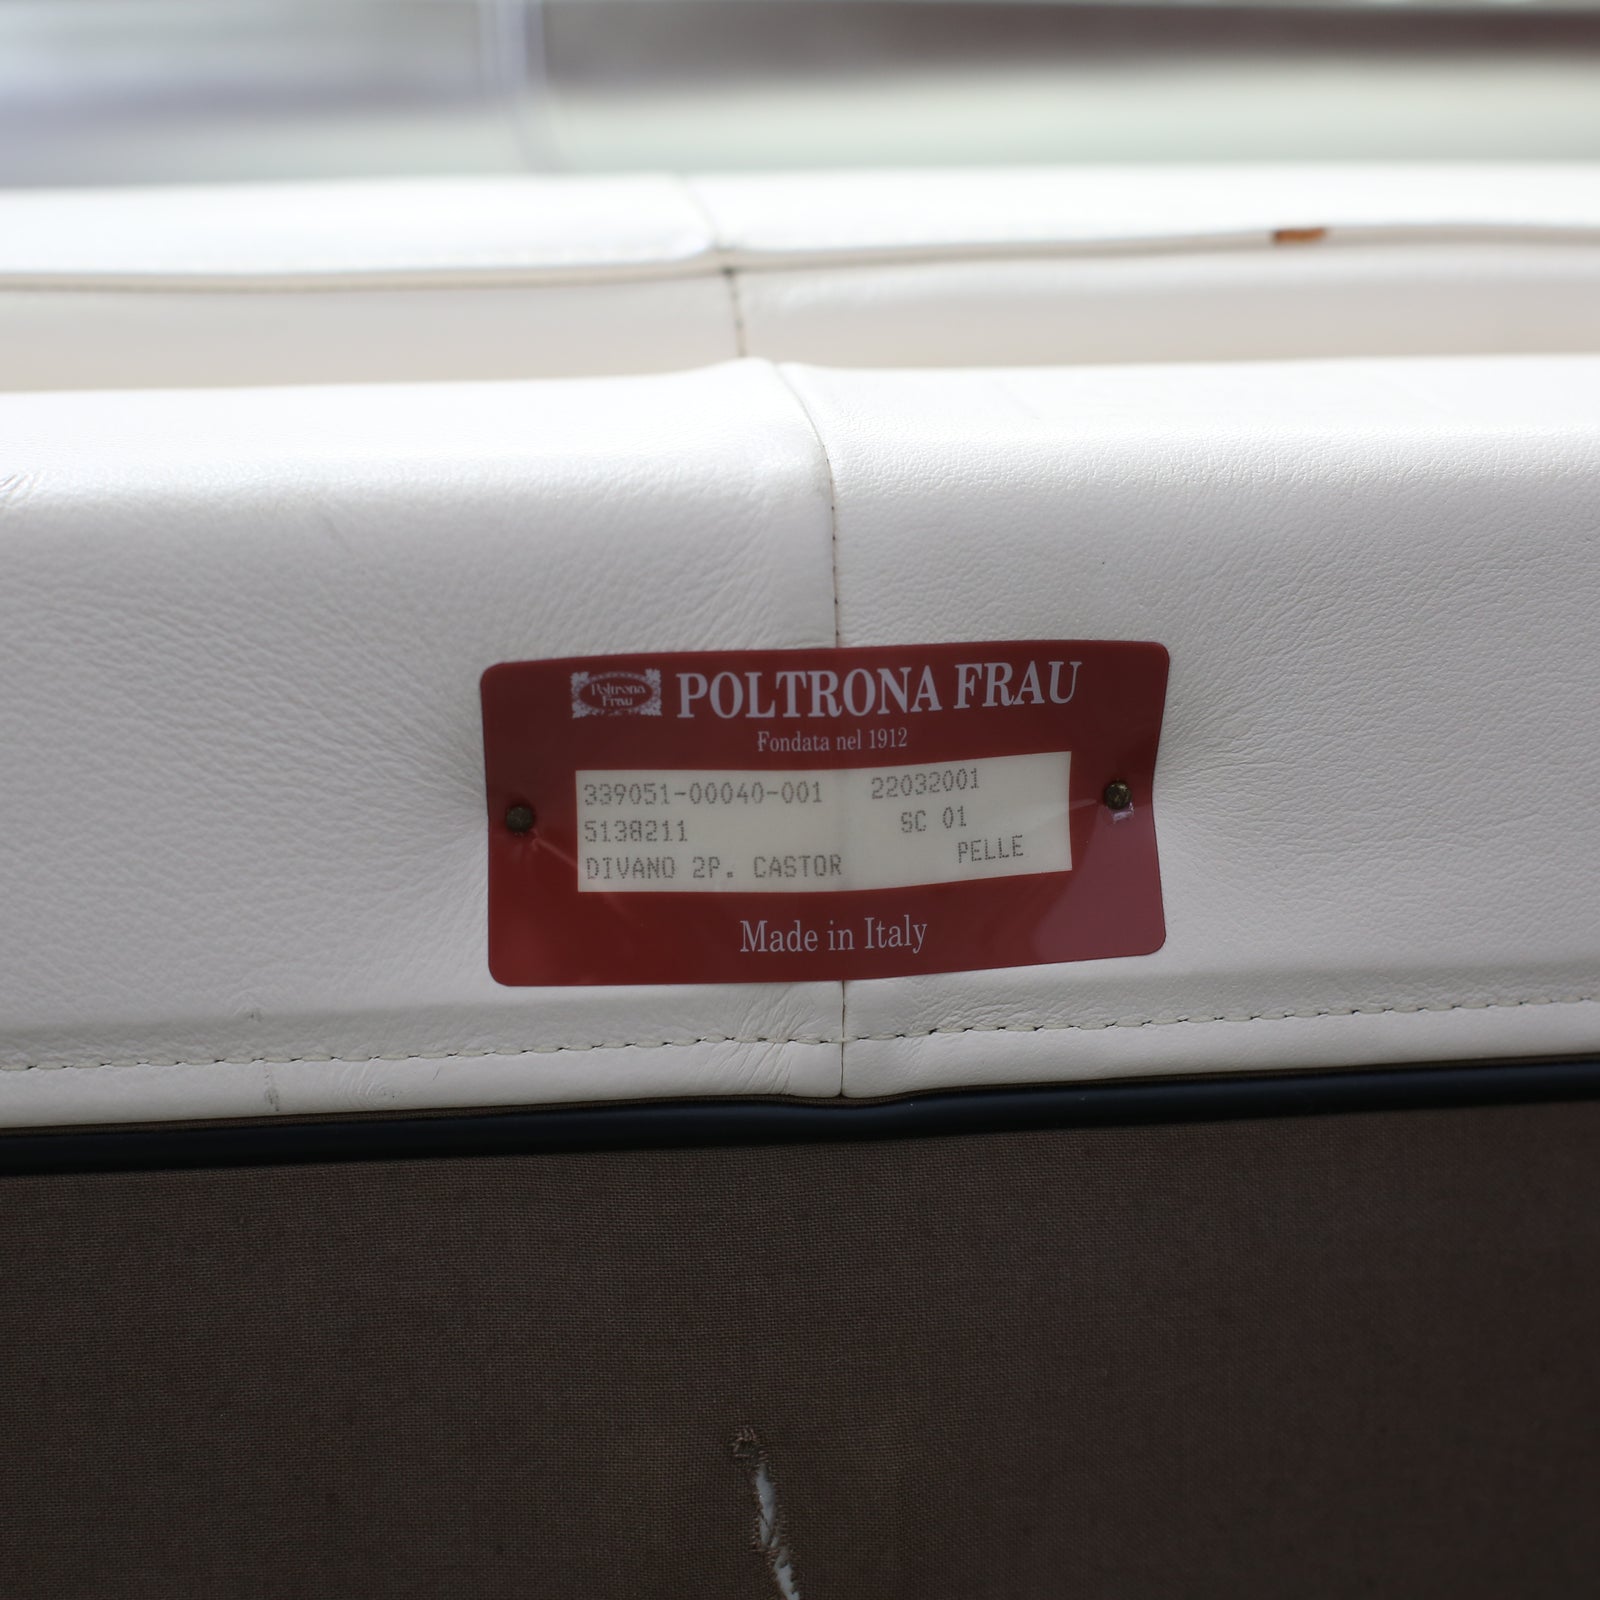 Poltrona
Frau
POLTRONA FRAU
Fondata nel 1912
339051-00040-001 22032001
5138211 SC 01
DIVANO 2P. CASTOR PELLE
Made in Italy